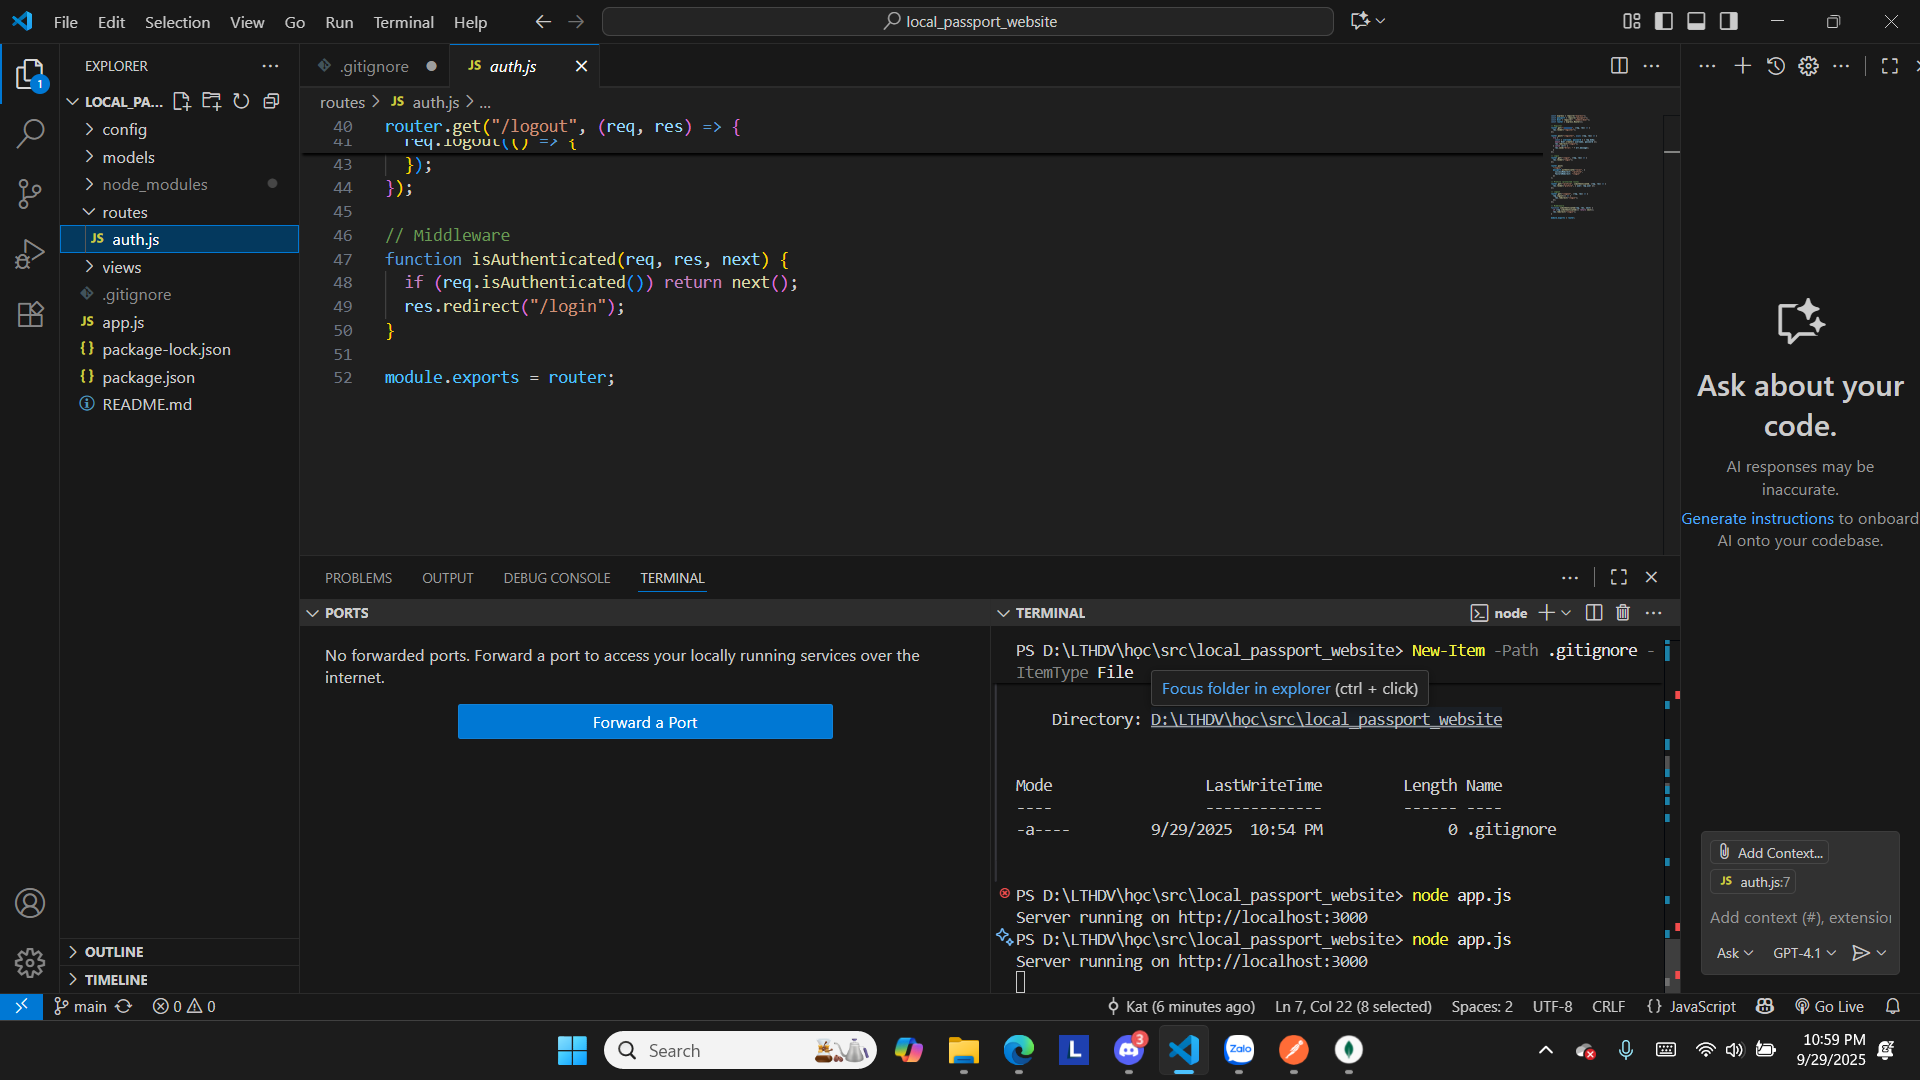 File Edit Selection View Go Run Terminal Help
local_passport_website
EXPLORER
LOCAL_PA...
config
models
node_modules
routes
JS auth.js
views
.gitignore
JS app.js
{} package-lock.json
{} package.json
README.md
OUTLINE
TIMELINE
1
.gitignore
JS auth.js
routes > JS auth.js > ...
40 router.get("/logout", (req, res) => {
41 req.logout(() => {
43 });
44 });
45
46 // Middleware
47 function isAuthenticated(req, res, next) {
48 if (req.isAuthenticated()) return next();
49 res.redirect("/login");
50 }
51
52 module.exports = router;
PROBLEMS OUTPUT DEBUG CONSOLE TERMINAL
PORTS
No forwarded ports. Forward a port to access your locally running services over the
internet.
Forward a Port
TERMINAL
node
PS D:\LTHDV\học\src\local_passport_website> New-Item -Path .gitignore -
ItemType File
Focus folder in explorer (ctrl + click)
Directory: D:\LTHDV\học\src\local_passport_website
Mode LastWriteTime Length Name
---- ------------- ------ ----
-a---- 9/29/2025 10:54 PM 0 .gitignore
PS D:\LTHDV\học\src\local_passport_website> node app.js
Server running on http://localhost:3000
PS D:\LTHDV\học\src\local_passport_website> node app.js
Server running on http://localhost:3000
Ask about your
code.
AI responses may be
inaccurate.
Generate instructions to onboard
AI onto your codebase.
Add Context...
JS auth.js:7
Add context (#), extensio
Ask GPT-4.1
main 0 0
Kat (6 minutes ago) Ln 7, Col 22 (8 selected) Spaces: 2 UTF-8 CRLF {} JavaScript Go Live
Search
L
3
Zalo
10:59 PM
9/29/2025